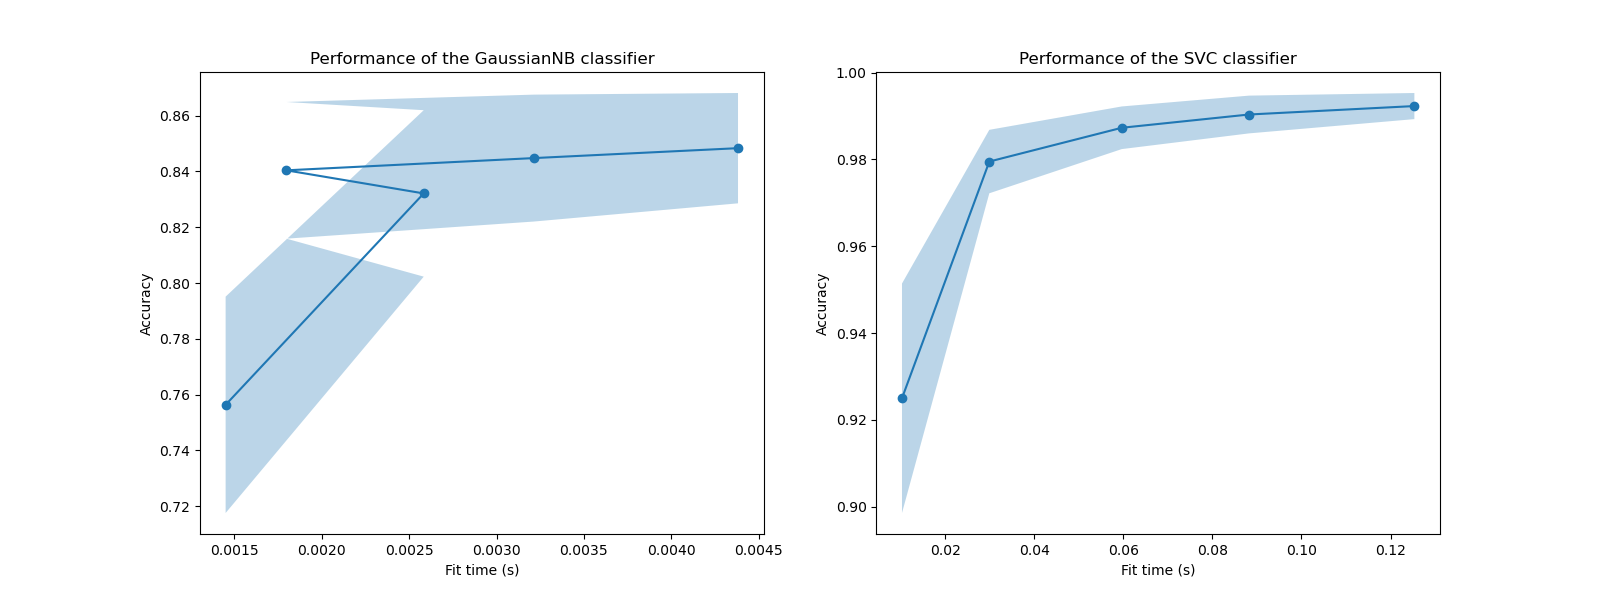 Performance of the GaussianNB classifier
0.86
0.84
0.82
0.80
0.78
0.76
0.74
0.72
Accuracy
0.0015 0.0020 0.0025 0.0030 0.0035 0.0040 0.0045
Fit time (s)
Performance of the SVC classifier
1.00
0.98
0.96
0.94
0.92
0.90
Accuracy
0.02 0.04 0.06 0.08 0.10 0.12
Fit time (s)